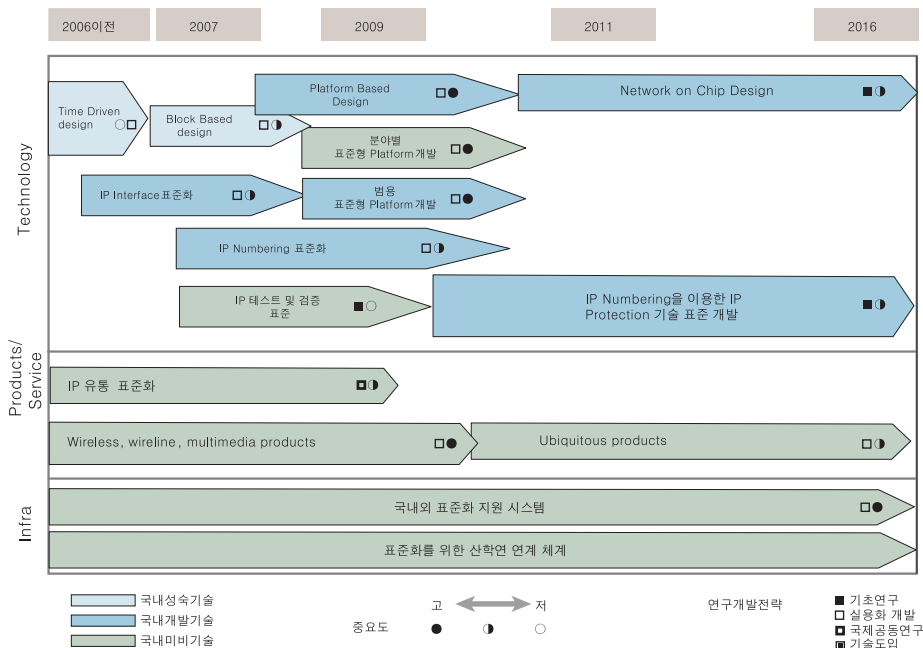 2006이전
2007
2009
2011
2016
Technology
Time Driven
design
Block Based
design
Platform Based
Design
Network on Chip Design
분야별
표준형 Platform 개발
IP Interface 표준화
범용
표준형 Platform 개발
IP Numbering 표준화
IP 테스트 및 검증
표준
IP Numbering을 이용한 IP
Protection 기술 표준 개발
Products/
Service
IP 유통 표준화
Wireless, wireline, multimedia products
Ubiquitous products
Infra
국내외 표준화 지원 시스템
표준화를 위한 산학연 연계 체계
국내성숙기술
국내개발기술
국내미비기술
고
저
중요도
연구개발전략
기초연구
실용화 개발
국제공동연구
기술도입